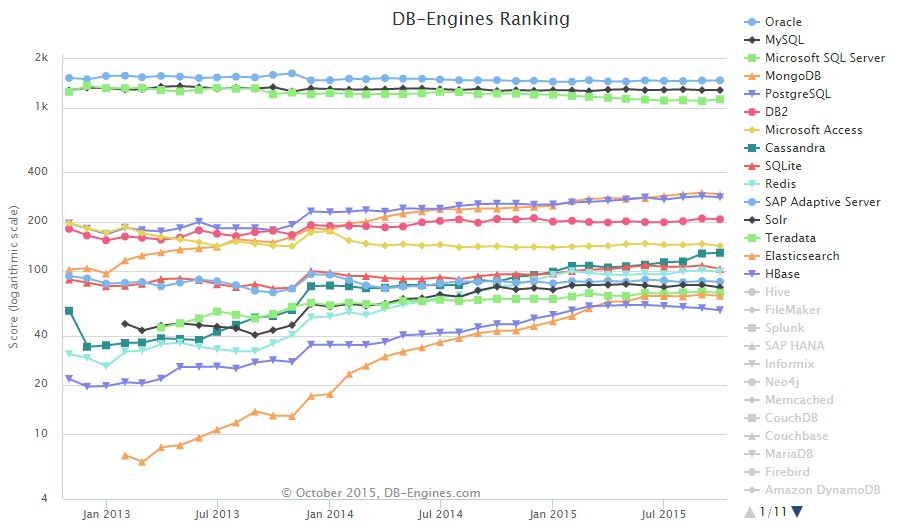 DB-Engines Ranking
2k
1k
400
200
100
40
20
10
4
Score (logarithmic scale)
Jan 2013
Jul 2013
Jan 2014
Jul 2014
Jan 2015
Jul 2015
© October 2015, DB-Engines.com
Oracle
MySQL
Microsoft SQL Server
MongoDB
PostgreSQL
DB2
Microsoft Access
Cassandra
SQLite
Redis
SAP Adaptive Server
Solr
Teradata
Elasticsearch
HBase
Hive
FileMaker
Splunk
SAP HANA
Informix
Neo4j
Memcached
CouchDB
Couchbase
MariaDB
Firebird
Amazon DynamoDB
1/11